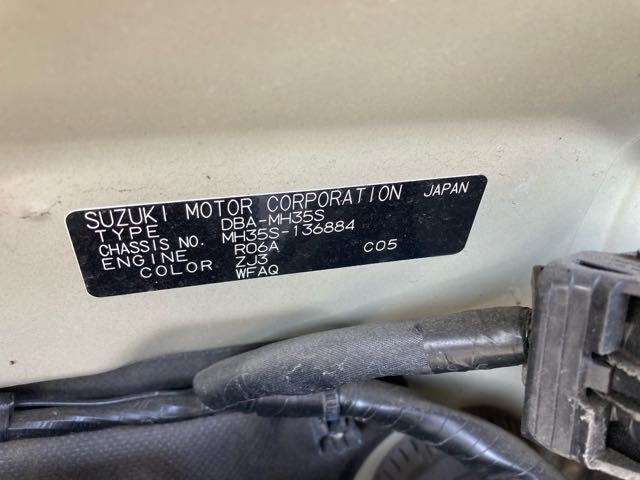 SUZUKI MOTOR CORPORATION JAPAN
TYPE DBA-MH35S
CHASSIS NO. MH35S-136884
ENGINE R06A C05
COLOR ZJ3
WFAQ